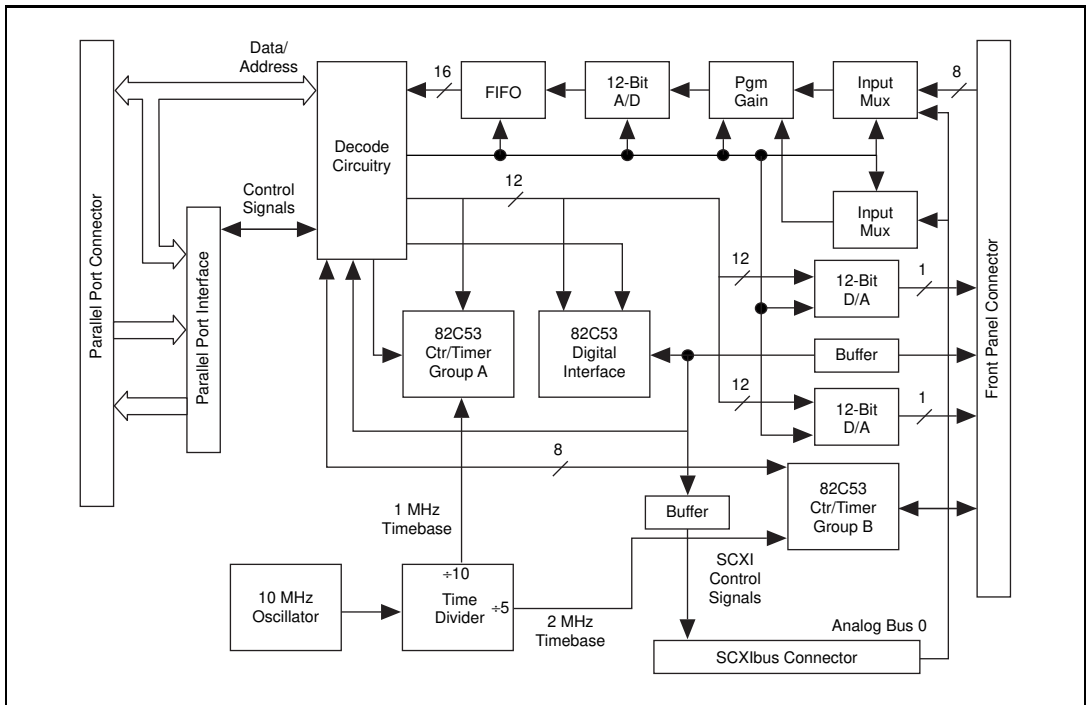 Data/
Address
16
FIFO
12-Bit
A/D
Pgm
Gain
Input
Mux
8
Decode
Circuitry
Control
Signals
12
Input
Mux
Parallel Port Connector
Parallel Port Interface
Front Panel Connector
12
12-Bit
D/A
1
82C53
Ctr/Timer
Group A
82C53
Digital
Interface
Buffer
12
12-Bit
D/A
1
8
82C53
Ctr/Timer
Group B
1 MHz
Timebase
Buffer
SCXI
Control
Signals
10 MHz
Oscillator
÷10
Time
Divider
÷5
2 MHz
Timebase
Analog Bus 0
SCXIbus Connector